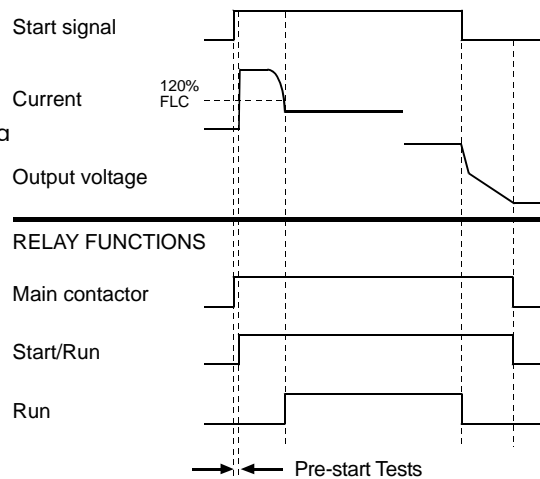 Start signal
120%
FLC
Current
a
Output voltage
RELAY FUNCTIONS
Main contactor
Start/Run
Run
Pre-start Tests